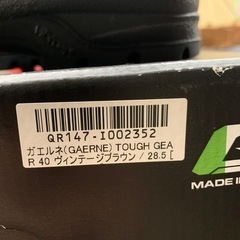 QR147-I002352
ガエルネ(GAERNE) TOUGH GEA
R 40 ヴィンテージブラウン / 28.5 [
MADE IN